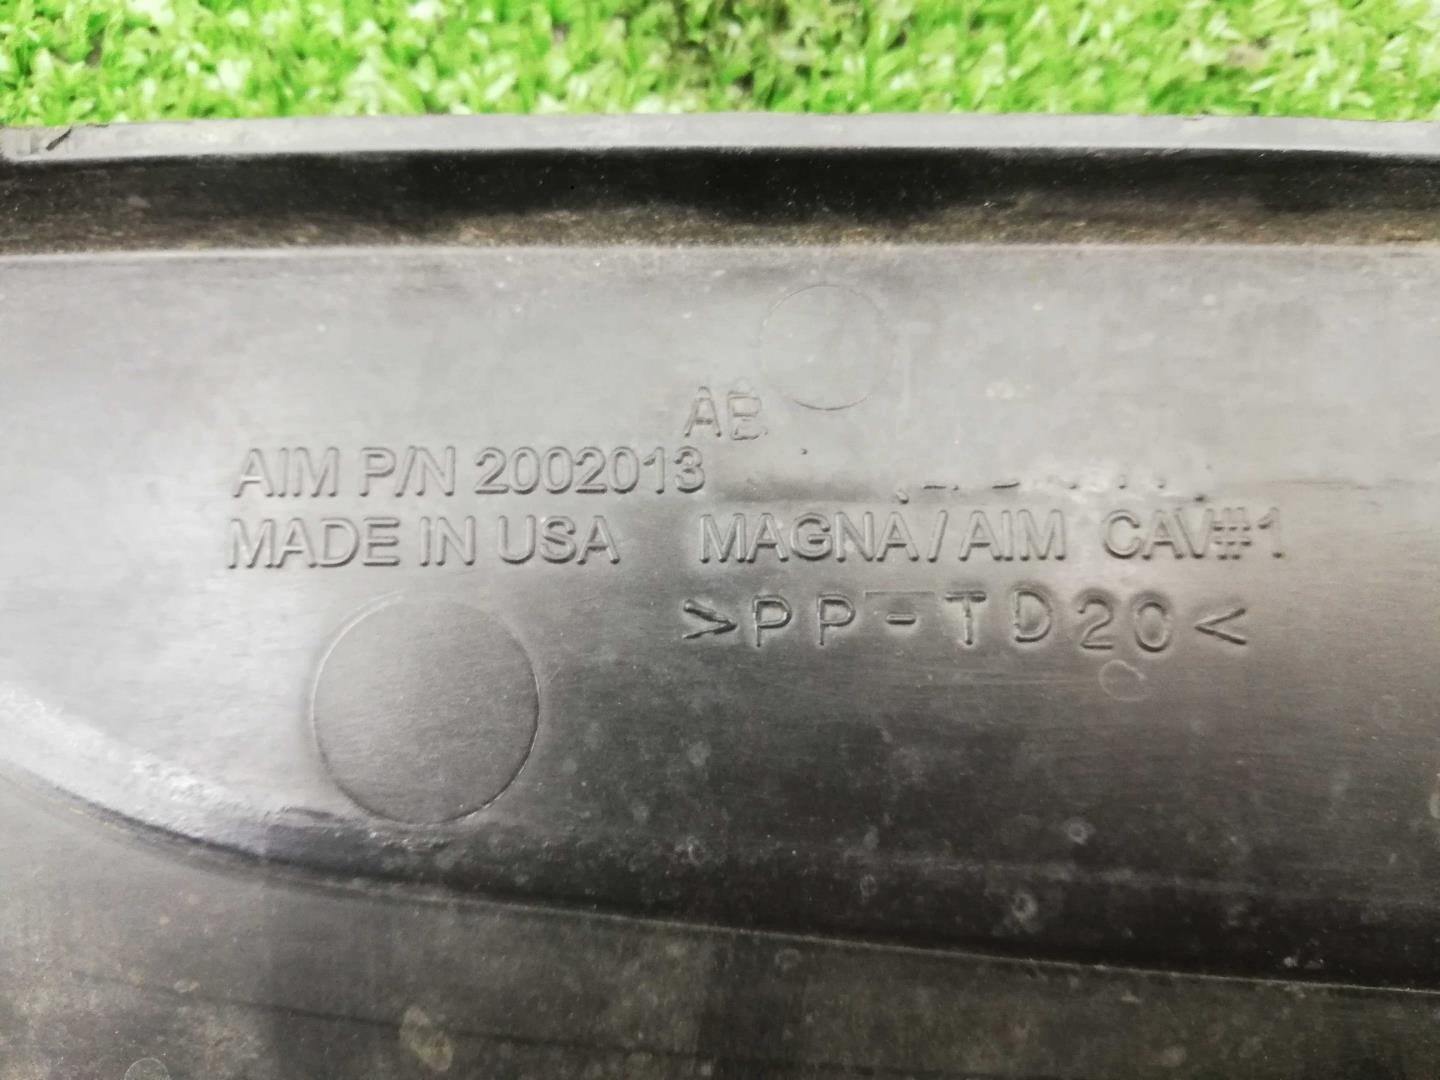 AB
AIM P/N 2002013
MADE IN USA MAGNA/AIM CAV#1
>PP-TD20<